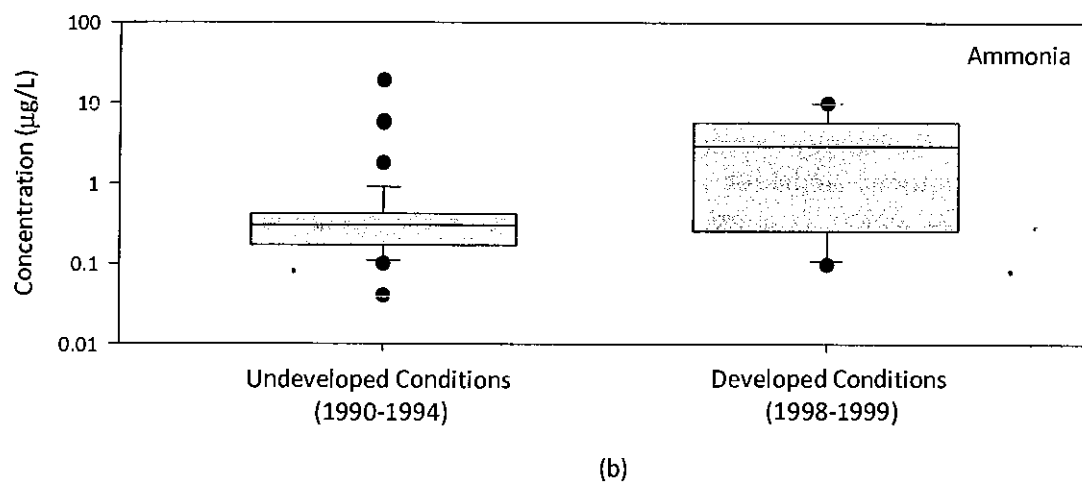 100
Ammonia
10
1
0.1
0.01
Concentration (µg/L)
Undeveloped Conditions
(1990-1994)
Developed Conditions
(1998-1999)
(b)